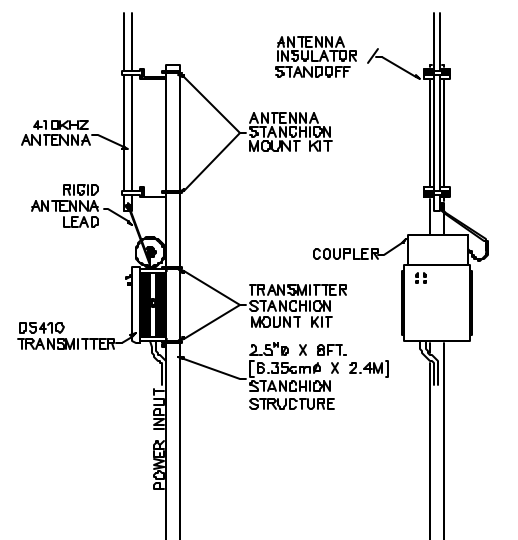 ANTENNA
INSULATOR
STANDOFF
410KHZ
ANTENNA
ANTENNA
STANCHION
MOUNT KIT
RIGID
ANTENNA
LEAD
COUPLER
TRANSMITTER
STANCHION
MOUNT KIT
DS410
TRANSMITTER
2.5"Ø X 8FT.
[6.35cmØ X 2.4M]
STANCHION
STRUCTURE
POWER INPUT